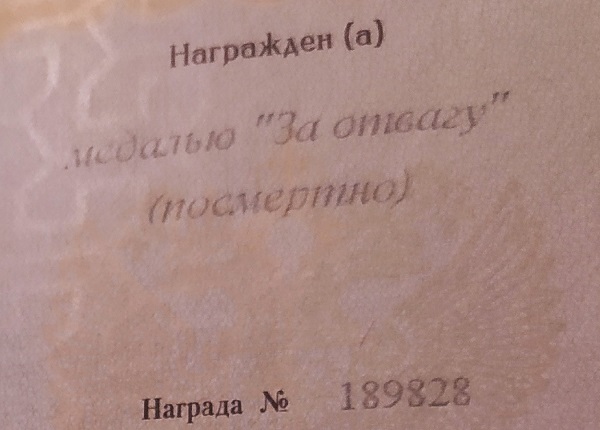 Награжден (а)
медалью "За отвагу"
(посмертно)
Награда № 189828